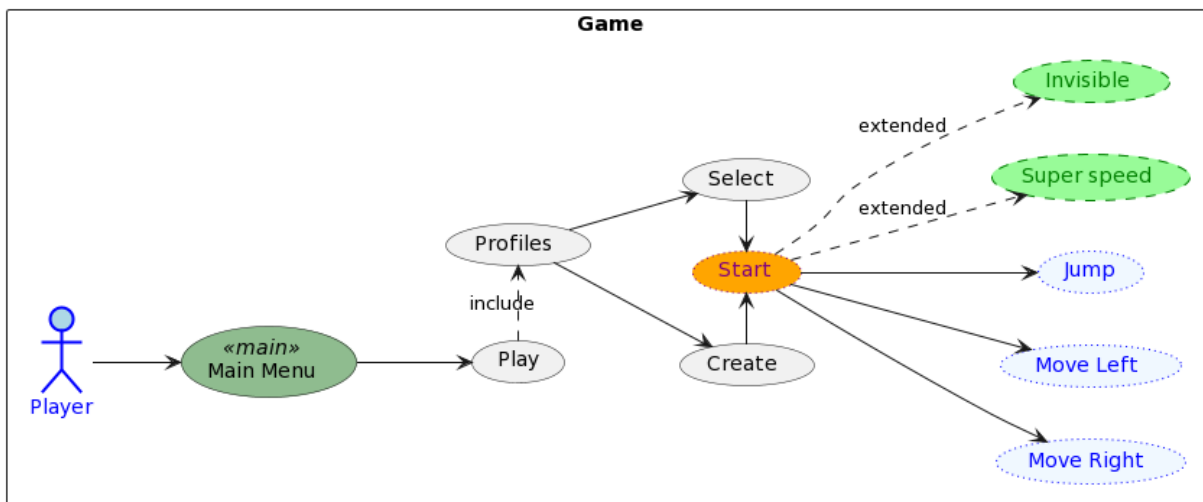 Game
Invisible
extended
Super speed
Select
extended
Profiles
Start
Jump
include
«main»
Main Menu
Play
Create
Move Left
Player
Move Right